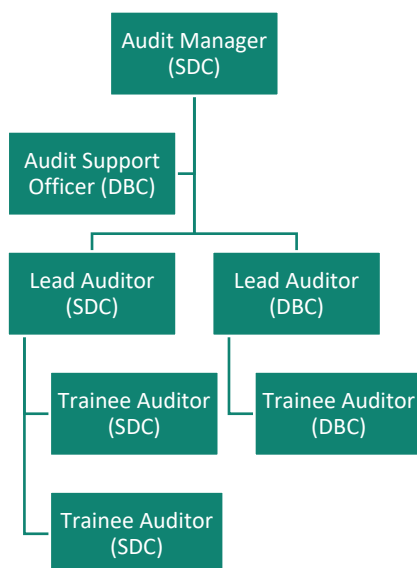 Audit Manager
(SDC)
Audit Support
Officer (DBC)
Lead Auditor
(SDC)
Lead Auditor
(DBC)
Trainee Auditor
(SDC)
Trainee Auditor
(DBC)
Trainee Auditor
(SDC)